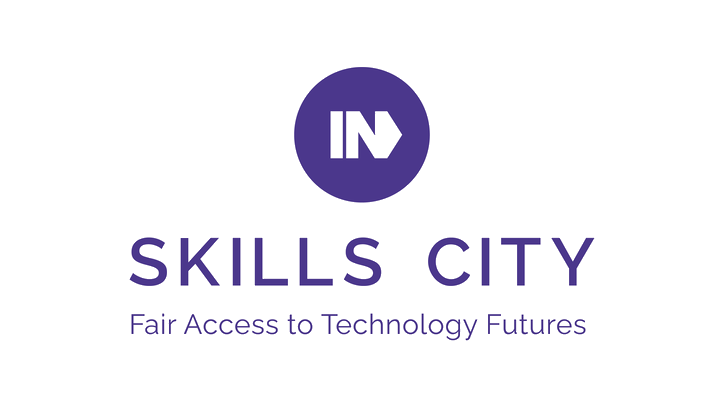 IN
SKILLS CITY
Fair Access to Technology Futures